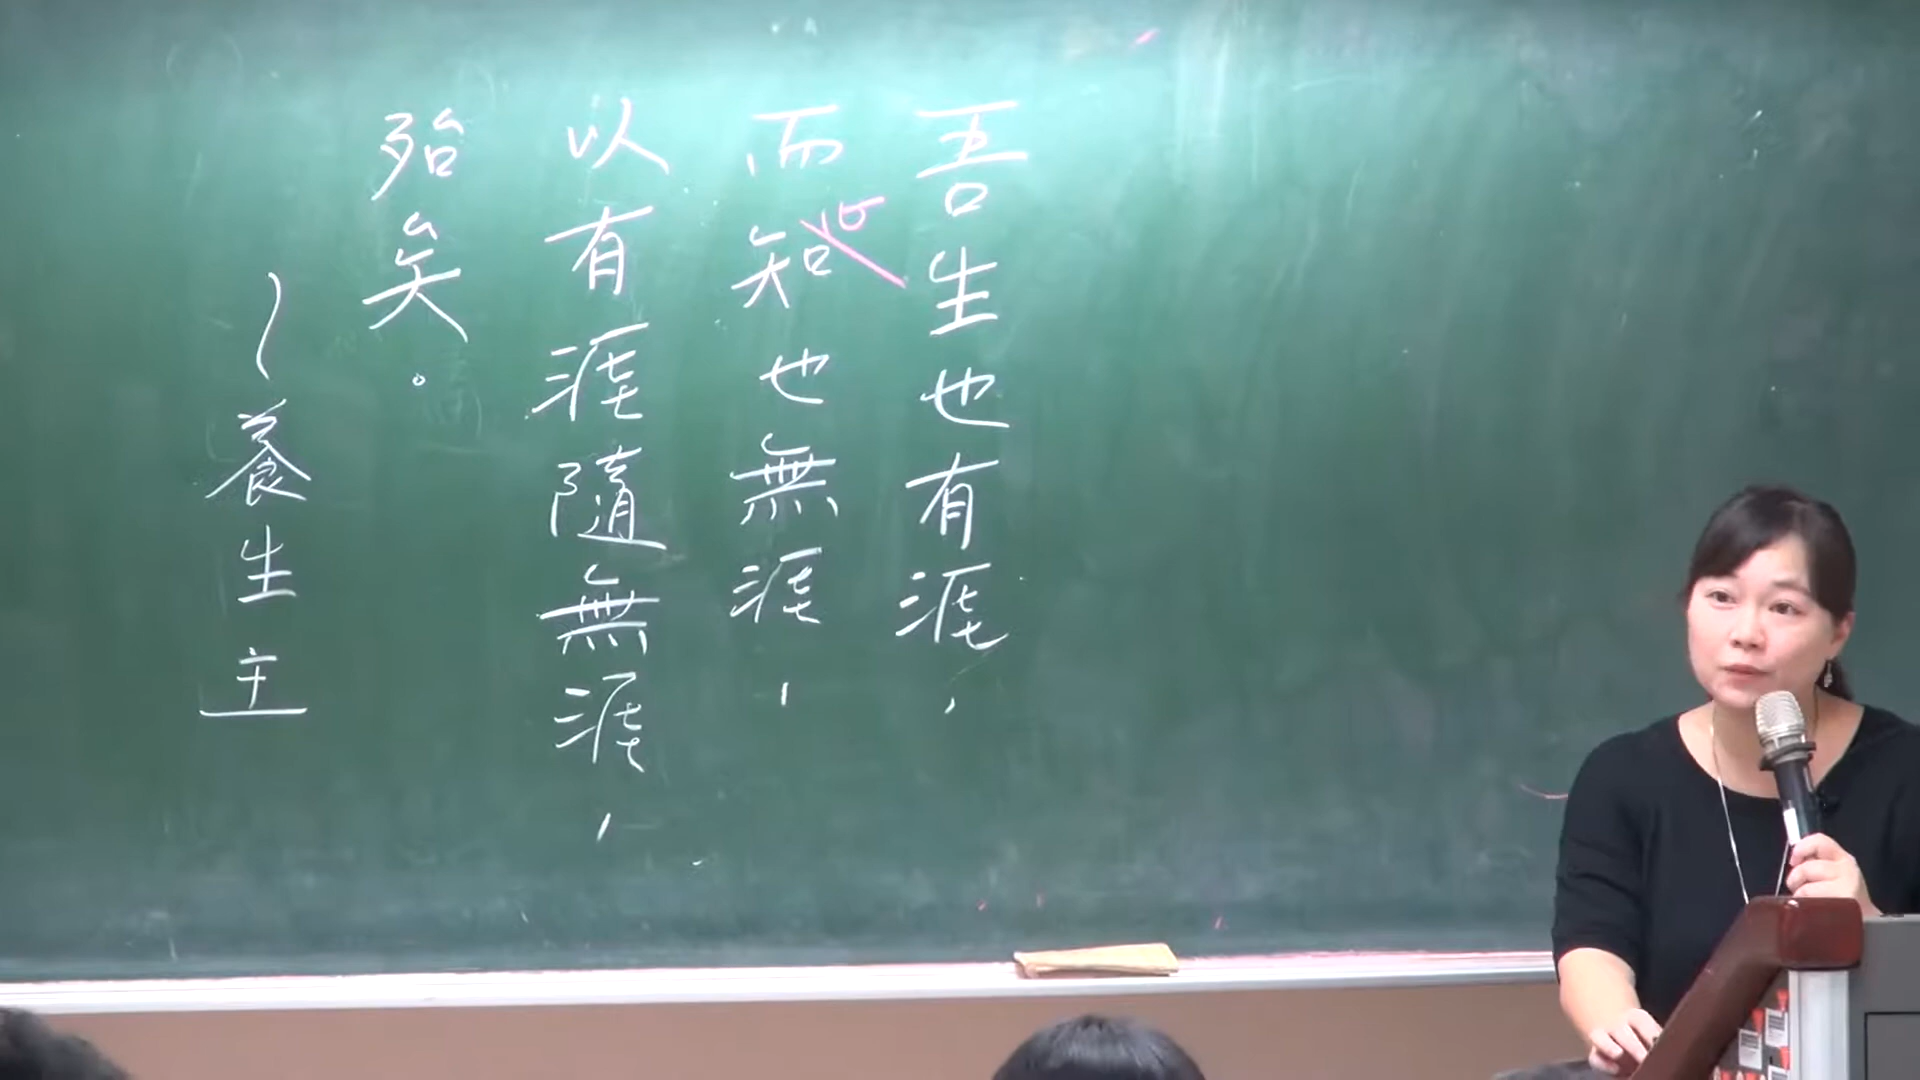 吾生也有涯，
而知也無涯，
以有涯隨無涯，
殆矣。
～養生主